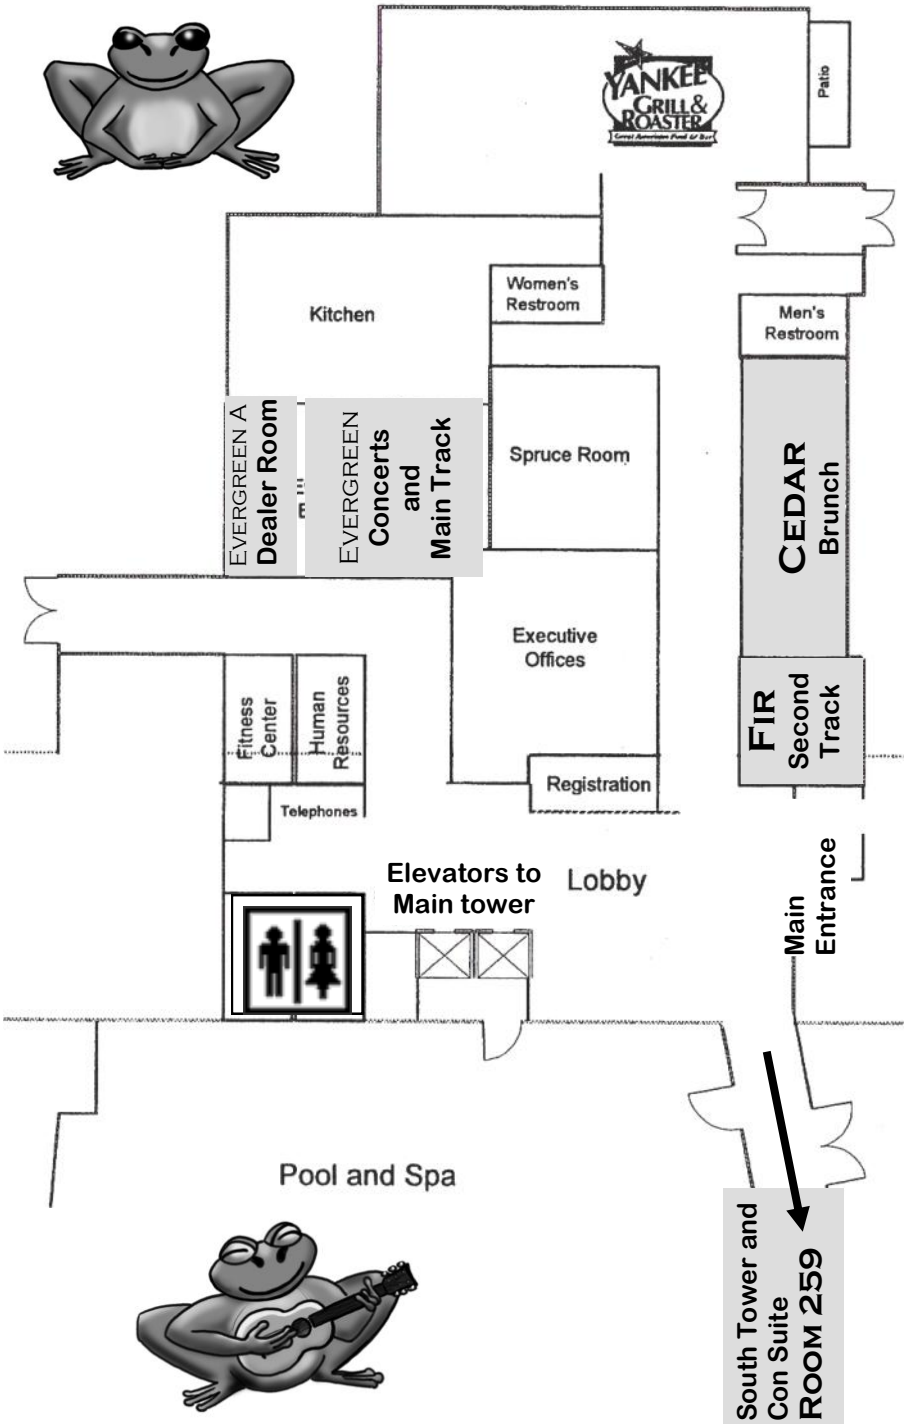 YANKEE
GRILL &
ROASTER
Great American Food & Bar
Patio
Women's
Restroom
Kitchen
Men's
Restroom
EVERGREEN A
Dealer Room
EVERGREEN
Concerts
and
Main Track
Spruce Room
CEDAR
Brunch
Executive
Offices
Fitness
Center
Human
Resources
FIR
Second
Track
Registration
Telephones
Elevators to
Main tower
Lobby
Main
Entrance
Pool and Spa
South Tower and
Con Suite
ROOM 259